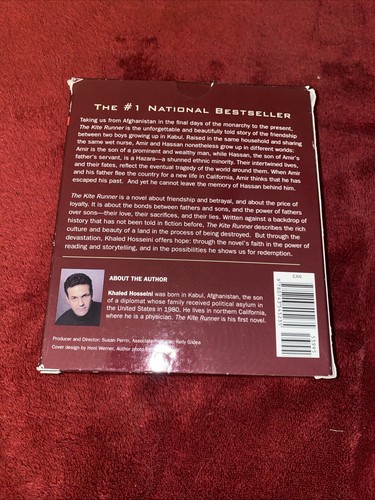 THE #1 NATIONAL BESTSELLER
Taking us from Afghanistan in the final days of the monarchy to the present,
The Kite Runner is the unforgettable and beautifully told story of the friendship
between two boys growing up in Kabul. Raised in the same household and sharing
the same wet nurse, Amir and Hassan nonetheless grow up in different worlds:
Amir is the son of a prominent and wealthy man, while Hassan, the son of Amir's
father's servant, is a Hazara—a shunned ethnic minority. Their intertwined lives,
and their fates, reflect the eventual tragedy of the world around them. When Amir
and his father flee the country for a new life in California, Amir thinks that he has
escaped his past. And yet he cannot leave the memory of Hassan behind him.
The Kite Runner is a novel about friendship and betrayal, and about the price of
loyalty. It is about the bonds between fathers and sons, and the power of fathers
over sons—their love, their sacrifices, and their lies. Written against a backdrop of
history that has not been told in fiction before, The Kite Runner describes the rich
culture and beauty of a land in the process of being destroyed. But through the
devastation, Khaled Hosseini offers hope: through the novel's faith in the power of
reading and storytelling, and in the possibilities he shows us for redemption.
ABOUT THE AUTHOR
Khaled Hosseini was born in Kabul, Afghanistan, the son
of a diplomat whose family received political asylum in
the United States in 1980. He lives in northern California,
where he is a physician. The Kite Runner is his first novel.
Producer and Director: Susan Perrin, Associate Kelly Gildea
Cover design by Honi Werner, Author photo